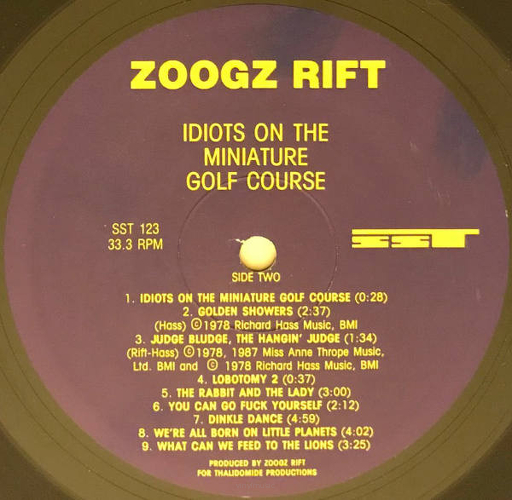 ZOOGZ RIFT
IDIOTS ON THE
MINIATURE
GOLF COURSE
SST 123
33.3 RPM
SST
SIDE TWO
1. IDIOTS ON THE MINIATURE GOLF COURSE (0:28)
2. GOLDEN SHOWERS (2:37)
(Hass) ©1978 Richard Hass Music, BMI
3. JUDGE BLUDGE, THE HANGIN' JUDGE (1:34)
(Rift-Hass) ©1978, 1987 Miss Anne Thrope Music,
Ltd. BMI and © 1978 Richard Hass Music, BMI
4. LOBOTOMY 2 (0:37)
5. THE RABBIT AND THE LADY (3:00)
6. YOU CAN GO FUCK YOURSELF (2:12)
7. DINKLE DANCE (4:59)
8. WE'RE ALL BORN ON LITTLE PLANETS (4:02)
9. WHAT CAN WE FEED TO THE LIONS (3:25)
PRODUCED BY ZOOGZ RIFT
FOR THALIDOMIDE PRODUCTIONS